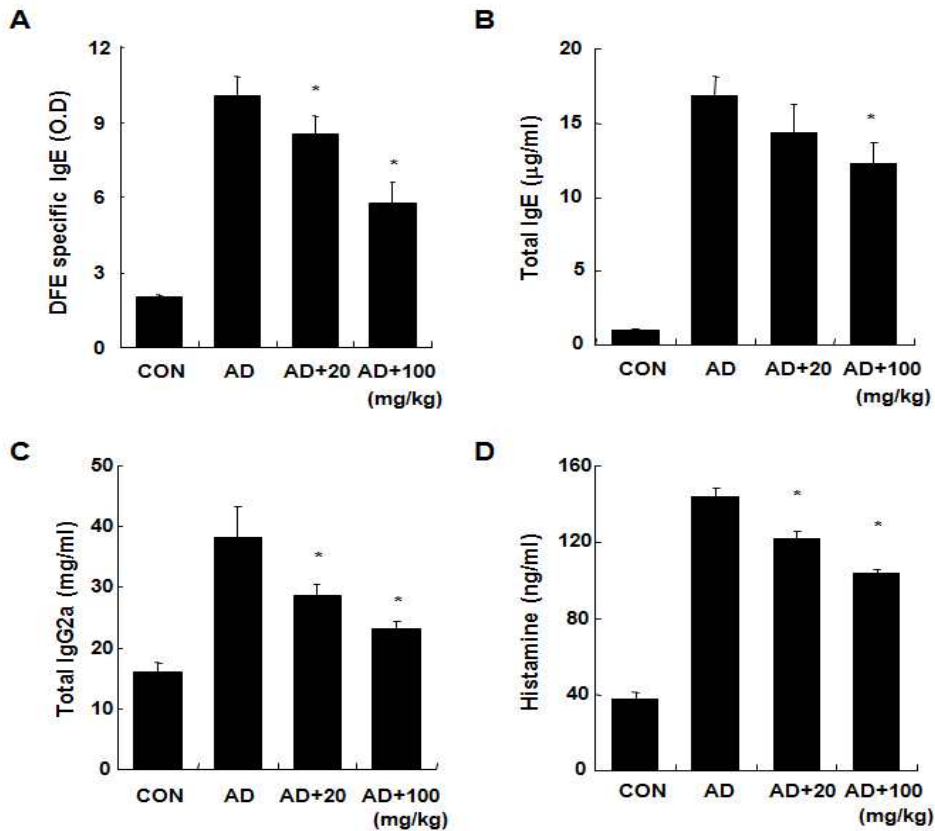 A
DFE specific IgE (O.D)
12
9
6
3
0
*
*
CON AD AD+20 AD+100
(mg/kg)
B
Total IgE (μg/ml)
20
15
10
5
0
*
CON AD AD+20 AD+100
(mg/kg)
C
Total IgG2a (mg/ml)
50
40
30
20
10
0
*
*
CON AD AD+20 AD+100
(mg/kg)
D
Histamine (ng/ml)
160
120
80
40
0
*
*
CON AD AD+20 AD+100
(mg/kg)